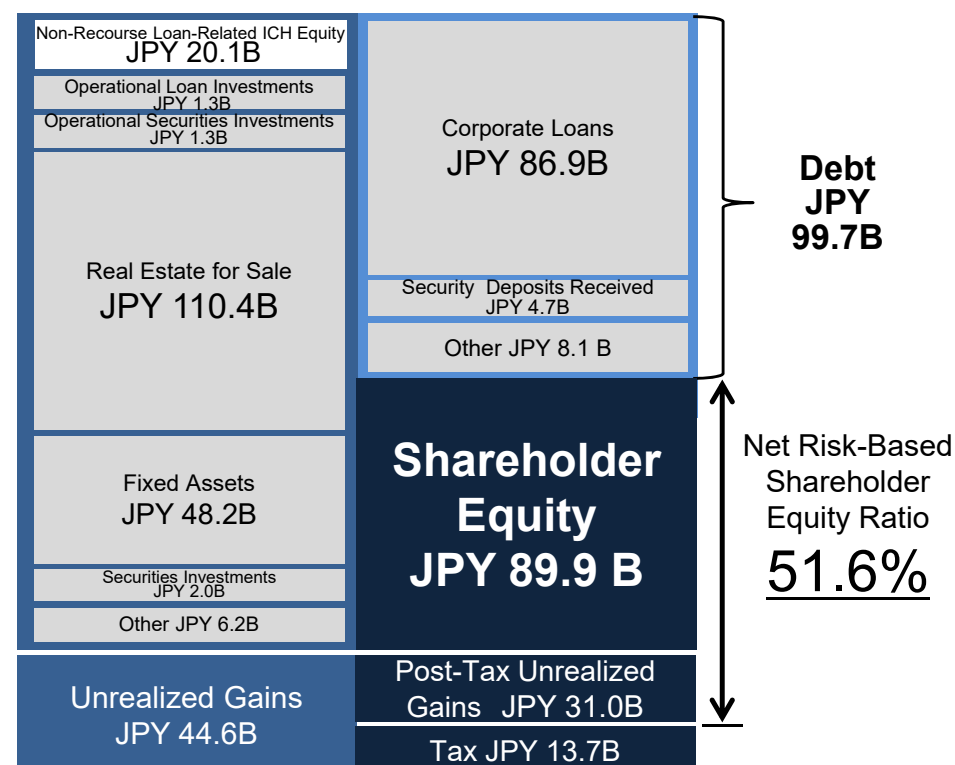 Non-Recourse Loan-Related ICH Equity
JPY 20.1B
Operational Loan Investments
JPY 1.3B
Operational Securities Investments
JPY 1.3B
Real Estate for Sale
JPY 110.4B
Fixed Assets
JPY 48.2B
Securities Investments
JPY 2.0B
Other JPY 6.2B
Unrealized Gains
JPY 44.6B
Corporate Loans
JPY 86.9B
Security Deposits Received
JPY 4.7B
Other JPY 8.1 B
Shareholder
Equity
JPY 89.9 B
Post-Tax Unrealized
Gains JPY 31.0B
Tax JPY 13.7B
Debt
JPY
99.7B
Net Risk-Based
Shareholder
Equity Ratio
51.6%